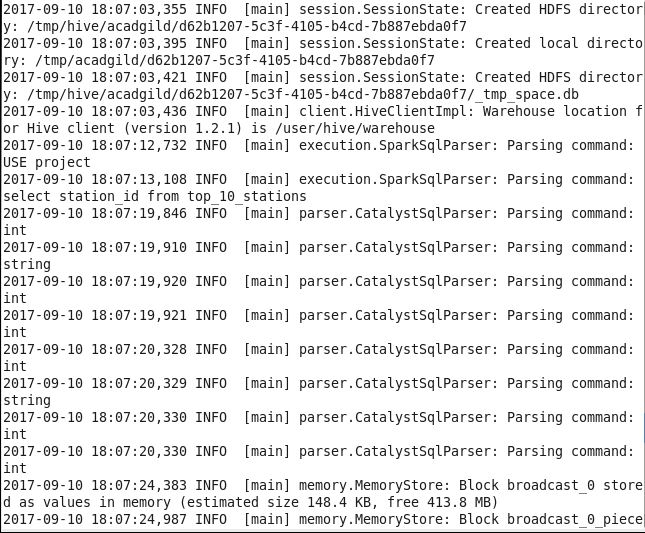 2017-09-10 18:07:03,355 INFO  [main] session.SessionState: Created HDFS director
y: /tmp/hive/acadgild/d62b1207-5c3f-4105-b4cd-7b887ebda0f7
2017-09-10 18:07:03,395 INFO  [main] session.SessionState: Created local directo
ry: /tmp/acadgild/d62b1207-5c3f-4105-b4cd-7b887ebda0f7
2017-09-10 18:07:03,421 INFO  [main] session.SessionState: Created HDFS director
y: /tmp/hive/acadgild/d62b1207-5c3f-4105-b4cd-7b887ebda0f7/_tmp_space.db
2017-09-10 18:07:03,436 INFO  [main] client.HiveClientImpl: Warehouse location f
or Hive client (version 1.2.1) is /user/hive/warehouse
2017-09-10 18:07:12,732 INFO  [main] execution.SparkSqlParser: Parsing command:
USE project
2017-09-10 18:07:13,108 INFO  [main] execution.SparkSqlParser: Parsing command:
select station_id from top_10_stations
2017-09-10 18:07:19,846 INFO  [main] parser.CatalystSqlParser: Parsing command:
int
2017-09-10 18:07:19,910 INFO  [main] parser.CatalystSqlParser: Parsing command:
string
2017-09-10 18:07:19,920 INFO  [main] parser.CatalystSqlParser: Parsing command:
int
2017-09-10 18:07:19,921 INFO  [main] parser.CatalystSqlParser: Parsing command:
int
2017-09-10 18:07:20,328 INFO  [main] parser.CatalystSqlParser: Parsing command:
int
2017-09-10 18:07:20,329 INFO  [main] parser.CatalystSqlParser: Parsing command:
string
2017-09-10 18:07:20,330 INFO  [main] parser.CatalystSqlParser: Parsing command:
int
2017-09-10 18:07:20,330 INFO  [main] parser.CatalystSqlParser: Parsing command:
int
2017-09-10 18:07:24,383 INFO  [main] memory.MemoryStore: Block broadcast_0 store
d as values in memory (estimated size 148.4 KB, free 413.8 MB)
2017-09-10 18:07:24,987 INFO  [main] memory.MemoryStore: Block broadcast_0_piece